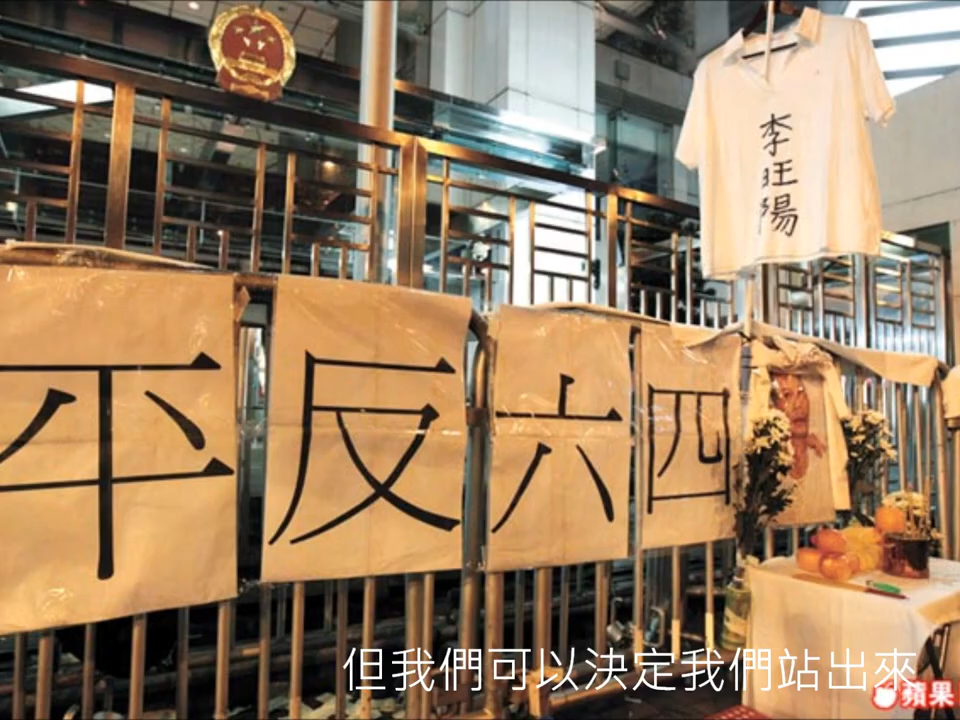 李旺陽
平反六四
但我們可以決定我們站出來
蘋果